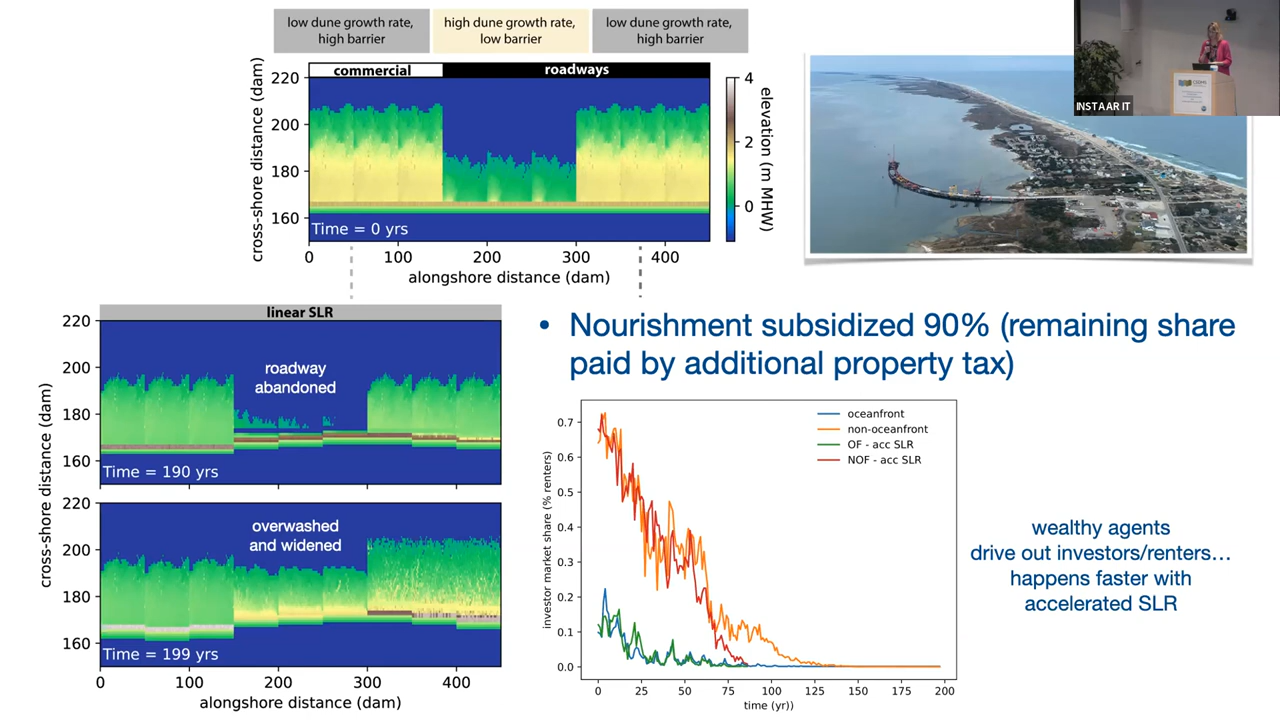 low dune growth rate,
high barrier
high dune growth rate,
low barrier
low dune growth rate,
high barrier
commercial
roadways
cross-shore distance (dam)
220
200
180
160
Time = 0 yrs
0
100
200
300
400
alongshore distance (dam)
4
2
0
elevation (m MHW)
INSTAAR IT
linear SLR
220
200
180
160
roadway
abandoned
Time = 190 yrs
cross-shore distance (dam)
220
200
180
160
overwashed
and widened
Time = 199 yrs
0
100
200
300
400
alongshore distance (dam)
• Nourishment subsidized 90% (remaining share
paid by additional property tax)
investor market share (% renters)
0.7
0.6
0.5
0.4
0.3
0.2
0.1
0.0
oceanfront
non-oceanfront
OF - acc SLR
NOF - acc SLR
0
25
50
75
100
125
150
175
200
time (yr))
wealthy agents
drive out investors/renters...
happens faster with
accelerated SLR